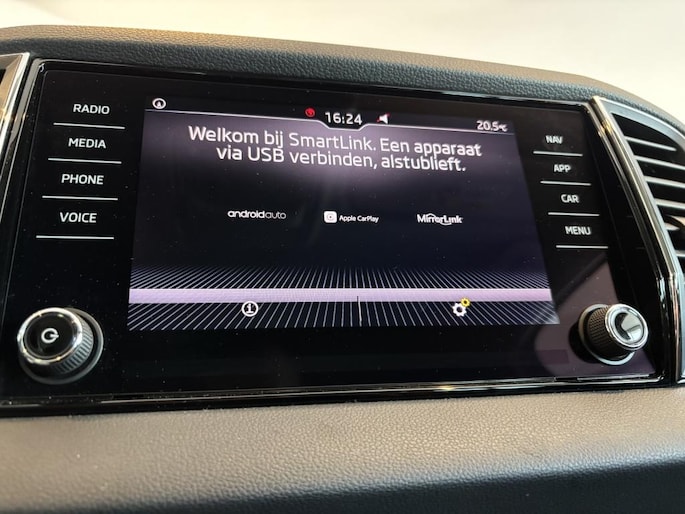 RADIO
MEDIA
PHONE
VOICE
16:24
20.5°C
Welkom bij SmartLink. Een apparaat
via USB verbinden, alstublieft.
androidauto
Apple CarPlay
MirrorLink
NAV
APP
CAR
MENU